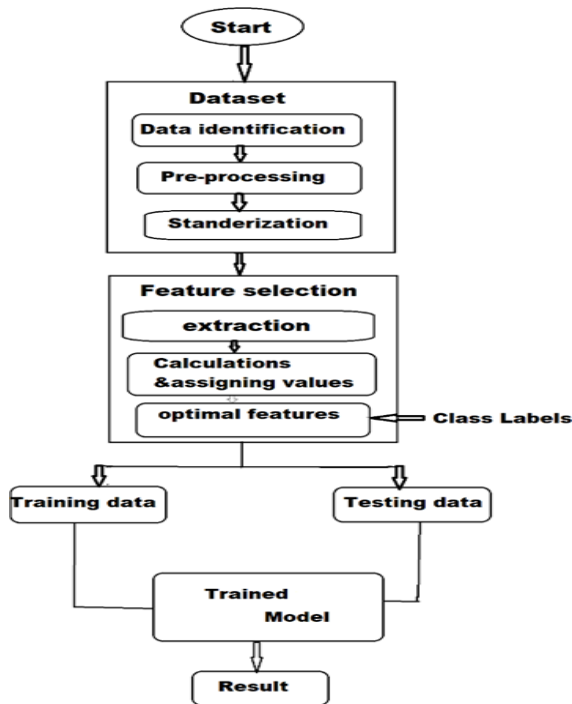 Start
Dataset
Data identification
Pre-processing
Standerization
Feature selection
extraction
Calculations
&assigning values
optimal features
Class Labels
Training data
Testing data
Trained
Model
Result